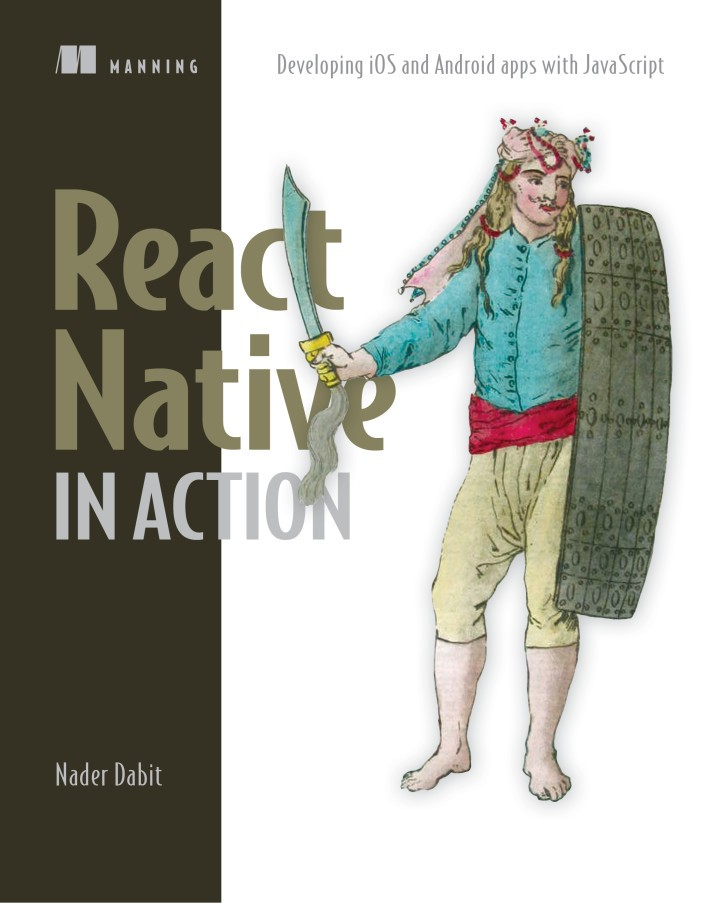 MANNING
Developing iOS and Android apps with JavaScript
React
Native
IN ACTION
Nader Dabit